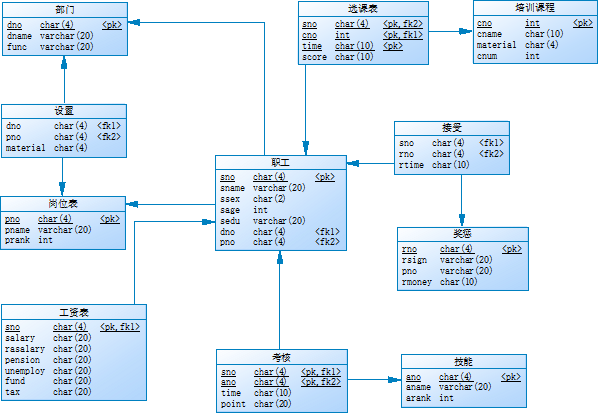 部门
dno char(4) <pk>
dname varchar(20)
func varchar(20)
选课表
sno char(4) <pk,fk2>
cno int <pk,fk1>
time char(10) <pk>
score char(10)
培训课程
cno int <pk>
cname char(10)
material char(4)
cnum int
设置
dno char(4) <fk1>
pno char(4) <fk2>
material char(4)
接受
sno char(4) <fk1>
rno char(4) <fk2>
rtime char(10)
职工
sno char(4) <pk>
sname varchar(20)
ssex char(2)
sage int
sedu varchar(20)
dno char(4) <fk1>
pno char(4) <fk2>
岗位表
pno char(4) <pk>
pname varchar(20)
prank int
奖惩
rno char(4) <pk>
rsign varchar(20)
pno varchar(20)
rmoney char(10)
工资表
sno char(4) <pk,fk1>
salary char(20)
rasalary char(20)
pension char(20)
unemploy char(20)
fund char(20)
tax char(20)
考核
sno char(4) <pk,fk1>
ano char(4) <pk,fk2>
time char(10)
point char(20)
技能
ano char(4) <pk>
aname varchar(20)
arank int